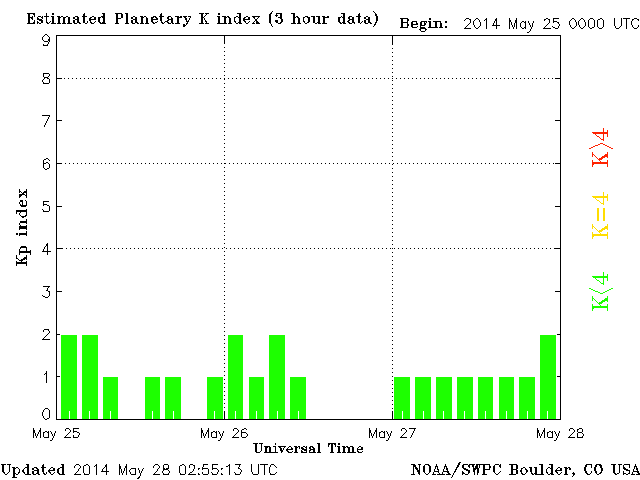 Estimated Planetary K index (3 hour data) Begin: 2014 May 25 0000 UTC
9
8
7
6
5
4
3
2
1
0
Kp index
K>4
K=4
K<4
May 25 May 26 May 27 May 28
Universal Time
Updated 2014 May 28 02:55:13 UTC NOAA/SWPC Boulder, CO USA